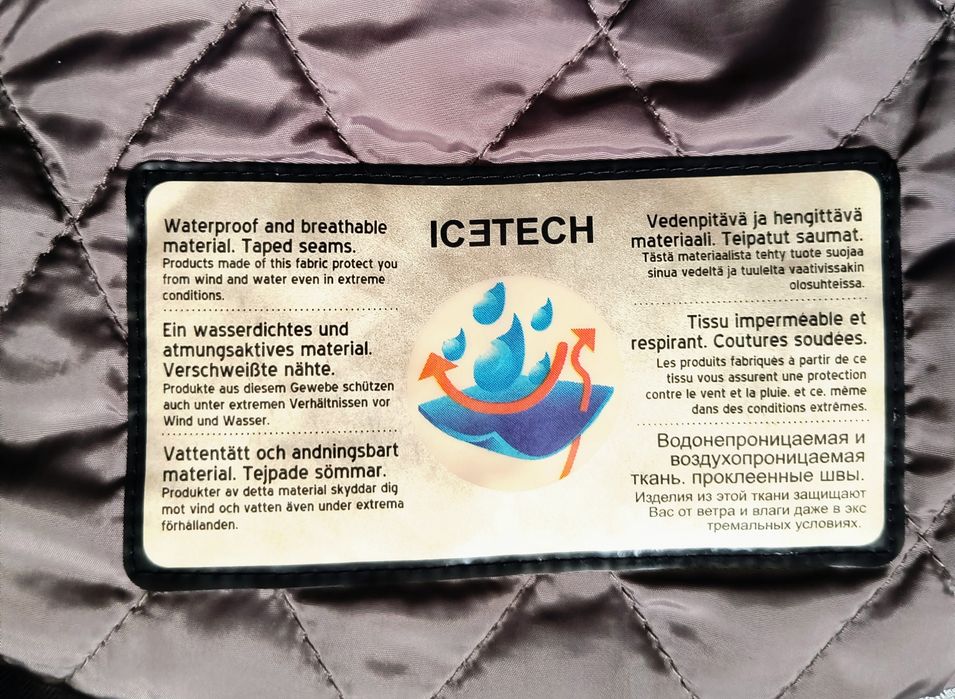 Waterproof and breathable
material. Taped seams.
Products made of this fabric protect you
from wind and water even in extreme
conditions.
Ein wasserdichtes und
atmungsaktives material.
Verschweißte nähte.
Produkte aus diesem Gewebe schützen
auch unter extremen Verhältnissen vor
Wind und Wasser.
Vattentätt och andningsbart
material. Tejpade sömmar.
Produkter av detta material skyddar dig
mot vind och vatten även under extrema
förhållanden.
ICƎTECH
Vedenpitävä ja hengittävä
materiaali. Teipatut saumat.
Tästä materiaalista tehty tuote suojaa
sinua vedeltä ja tuulelta vaativissakin
olosuhteissa.
Tissu imperméable et
respirant. Coutures soudées.
Les produits fabriqués à partir de ce
tissu vous assurent une protection
contre le vent et la pluie. et ce. même
dans des conditions extrêmes.
Водонепроницаемая и
воздухопроницаемая
ткань. проклеенные швы.
Изделия из этой ткани защищают
Вас от ветра и влаги даже в экс
тремальных условиях.